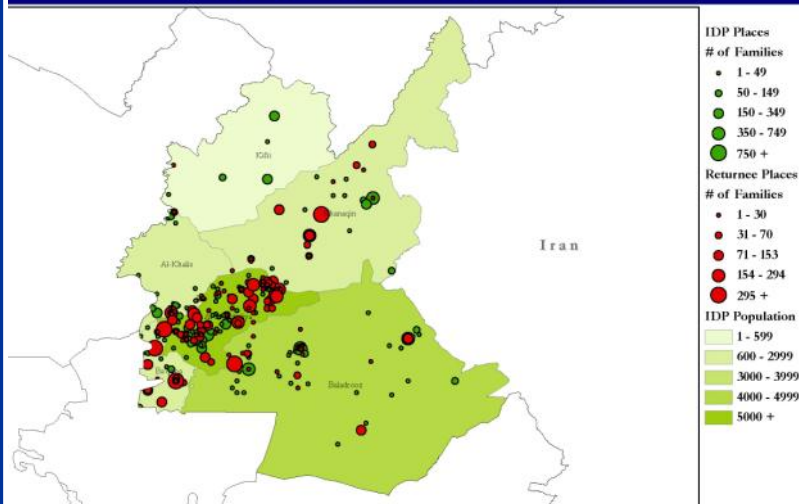 IDP Places
# of Families
1 - 49
50 - 149
150 - 349
350 - 749
750 +
Returnee Places
# of Families
1 - 30
31 - 70
71 - 153
154 - 294
295 +
IDP Population
1 - 599
600 - 2999
3000 - 3999
4000 - 4999
5000 +
Kifri
Al-Khalis
Iran
Baladrooz